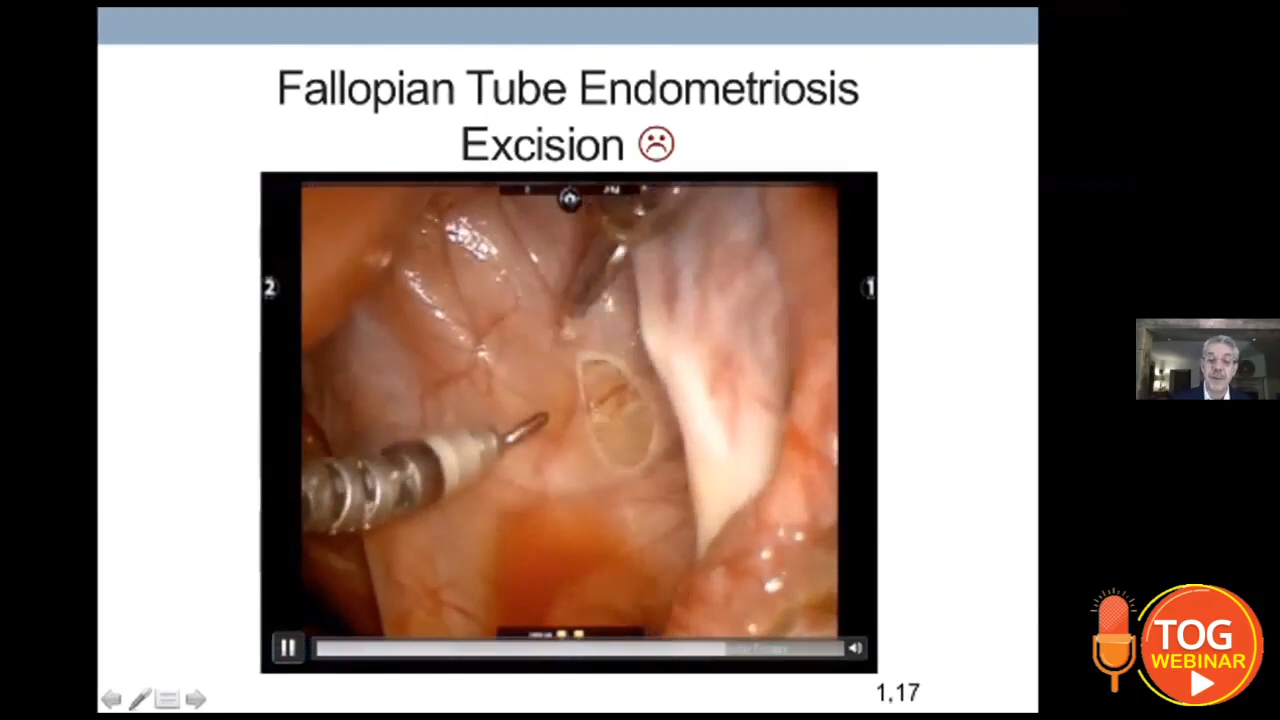 Fallopian Tube Endometriosis
Excision
2
1
1,17
TOG
WEBINAR